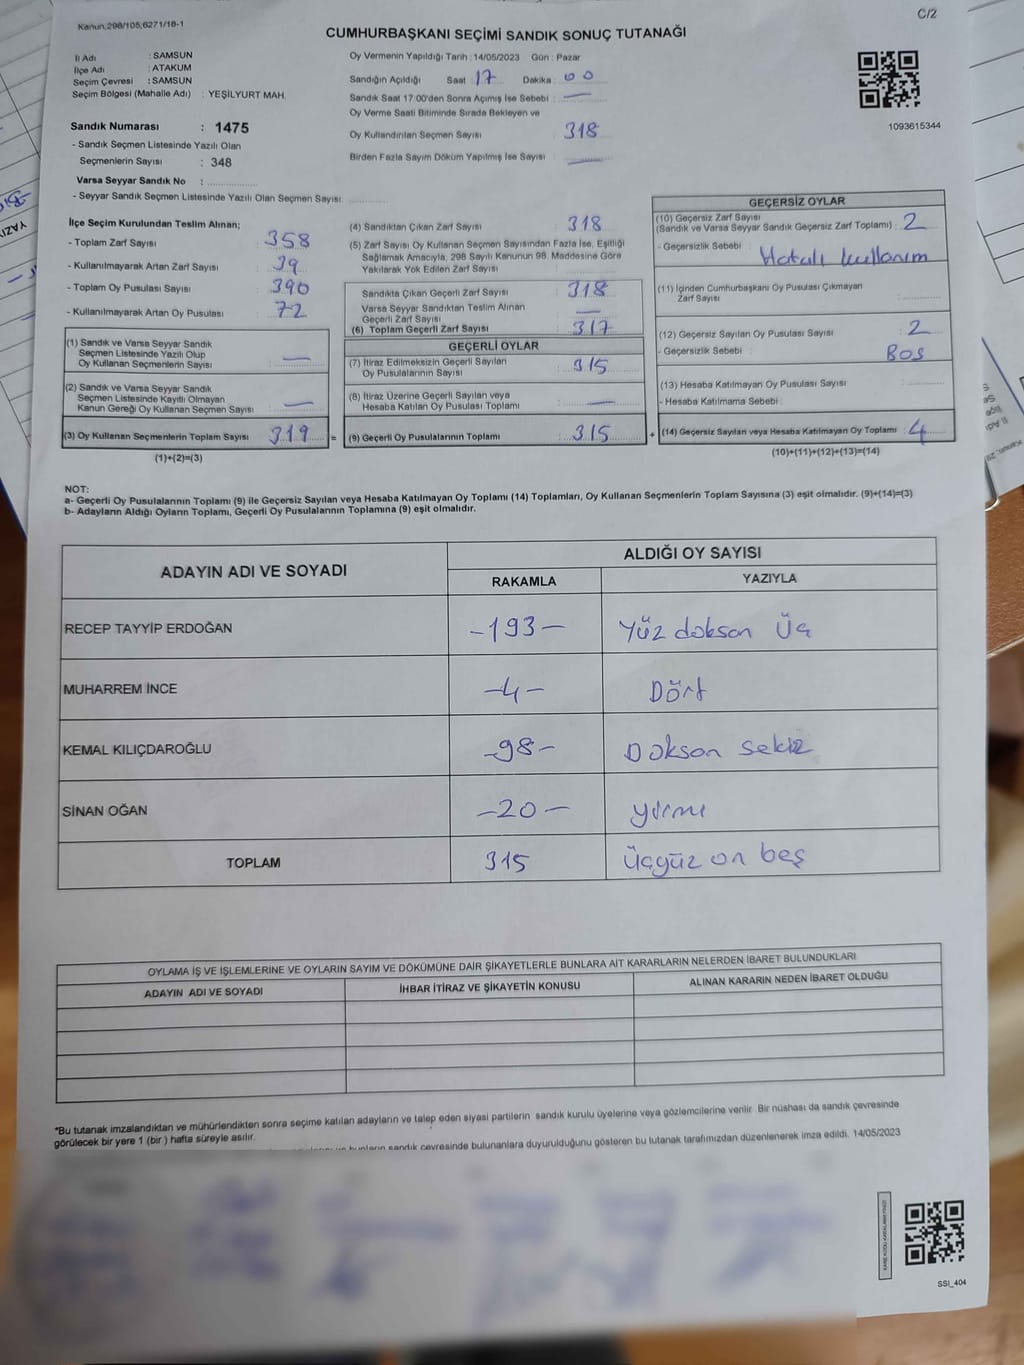 Kanun,298/105,6271/18-1
C/2
CUMHURBAŞKANI SEÇİMİ SANDIK SONUÇ TUTANAĞI
İl Adı : SAMSUN
İlçe Adı : ATAKUM
Seçim Çevresi : SAMSUN
Seçim Bölgesi (Mahalle Adı) : YEŞİLYURT MAH.
Oy Vermenin Yapıldığı Tarih : 14/05/2023 Gün : Pazar
Sandığın Açıldığı Saat : 17 Dakika : 00
Sandık Saat 17:00'den Sonra Açmış İse Sebebi : —
Oy Verme Saati Bitiminde Sırada Bekleyen ve
Oy Kullandırılan Seçmen Sayısı 318
Birden Fazla Sayım Döküm Yapılmış İse Sayısı : —
1093615344
Sandık Numarası : 1475
- Sandık Seçmen Listesinde Yazılı Olan
Seçmenlerin Sayısı : 348
Varsa Seyyar Sandık No :
- Seyyar Sandık Seçmen Listesinde Yazılı Olan Seçmen Sayısı:
İlçe Seçim Kurulundan Teslim Alınan;
- Toplam Zarf Sayısı : 358
- Kullanılmayarak Artan Zarf Sayısı : 39
- Toplam Oy Pusulası Sayısı : 390
- Kullanılmayarak Artan Oy Pusulası : 72
(1) Sandık ve Varsa Seyyar Sandık
Seçmen Listesinde Yazılı Olup
Oy Kullanan Seçmenlerin Sayısı : —
(2) Sandık ve Varsa Seyyar Sandık
Seçmen Listesinde Kayıtlı Olmayan
Kanun Gereği Oy Kullanan Seçmen Sayısı : —
(3) Oy Kullanan Seçmenlerin Toplam Sayısı : 319 =
(1)+(2)=(3)
(4) Sandıktan Çıkan Zarf Sayısı : 318
(5) Zarf Sayısı Oy Kullanan Seçmen Sayısından Fazla İse, Eşitliği
Sağlamak Amacıyla, 298 Sayılı Kanunun 98. Maddesine Göre
Yakılarak Yok Edilen Zarf Sayısı :
Sandıkta Çıkan Geçerli Zarf Sayısı : 318
Varsa Seyyar Sandıktan Teslim Alınan
Geçerli Zarf Sayısı : —
(6) Toplam Geçerli Zarf Sayısı : 317
GEÇERLİ OYLAR
(7) İtiraz Edilmeksizin Geçerli Sayılan
Oy Pusulalarının Sayısı : 315
(8) İtiraz Üzerine Geçerli Sayılan veya
Hesaba Katılan Oy Pusulası Toplamı : —
(9) Geçerli Oy Pusulalarının Toplamı : 315 +
GEÇERSİZ OYLAR
(10) Geçersiz Zarf Sayısı
(Sandık ve Varsa Seyyar Sandık Geçersiz Zarf Toplamı) : 2
- Geçersizlik Sebebi : Hatalı kullanım
(11) İçinden Cumhurbaşkanı Oy Pusulası Çıkmayan
Zarf Sayısı :
(12) Geçersiz Sayılan Oy Pusulası Sayısı : 2
- Geçersizlik Sebebi : Boş
(13) Hesaba Katılmayan Oy Pusulası Sayısı :
- Hesaba Katılmama Sebebi :
(14) Geçersiz Sayılan veya Hesaba Katılmayan Oy Toplamı : 4
(10)+(11)+(12)+(13)=(14)
NOT:
a- Geçerli Oy Pusulalarının Toplamı (9) ile Geçersiz Sayılan veya Hesaba Katılmayan Oy Toplamı (14) Toplamları, Oy Kullanan Seçmenlerin Toplam Sayısına (3) eşit olmalıdır. (9)+(14)=(3)
b- Adayların Aldığı Oyların Toplamı, Geçerli Oy Pusulalarının Toplamına (9) eşit olmalıdır.
ADAYIN ADI VE SOYADI
ALDIĞI OY SAYISI
RAKAMLA YAZIYLA
RECEP TAYYİP ERDOĞAN -193- Yüz doksan Üç
MUHARREM İNCE -4- Dört
KEMAL KILIÇDAROĞLU -98- Doksan sekiz
SİNAN OĞAN -20- yirmi
TOPLAM 315 Üçyüz on beş
OYLAMA İŞ VE İŞLEMLERİNE VE OYLARIN SAYIM VE DÖKÜMÜNE DAİR ŞİKAYETLERLE BUNLARA AİT KARARLARIN NELERDEN İBARET BULUNDUKLARI
ADAYIN ADI VE SOYADI İHBAR İTİRAZ VE ŞİKAYETİN KONUSU ALINAN KARARIN NEDEN İBARET OLDUĞU
*Bu tutanak imzalandıktan ve mühürlendikten sonra seçime katılan adayların ve talep eden siyasi partilerin sandık kurulu üyelerine veya gözlemcilerine verilir. Bir nüshası da sandık çevresinde
görülecek bir yere 1 (bir ) hafta süreyle asılır.
bunların sandık çevresinde bulunanlara duyurulduğunu gösteren bu tutanak tarafımızdan düzenlenerek imza edildi. 14/05/2023
SSI_404